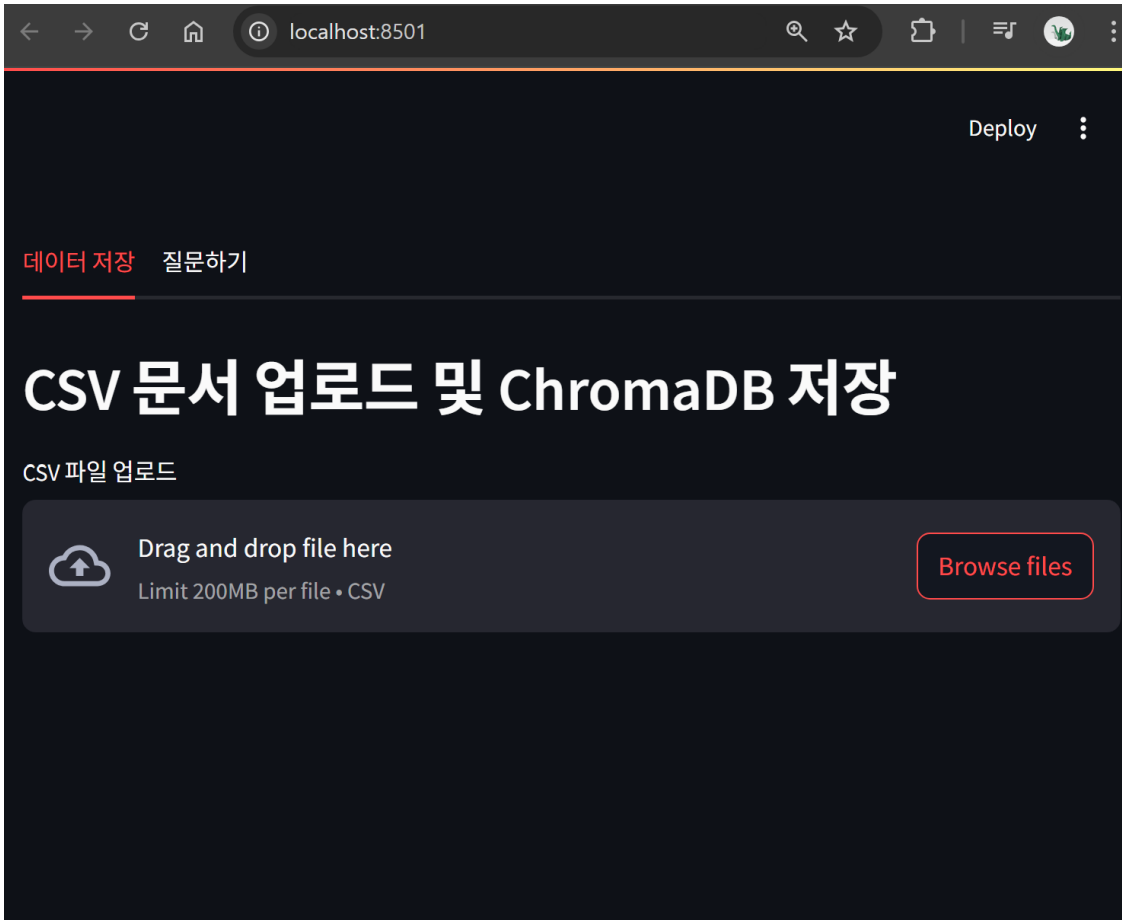 localhost:8501
Deploy
데이터 저장 질문하기
CSV 문서 업로드 및 ChromaDB 저장
CSV 파일 업로드
Drag and drop file here
Limit 200MB per file • CSV
Browse files